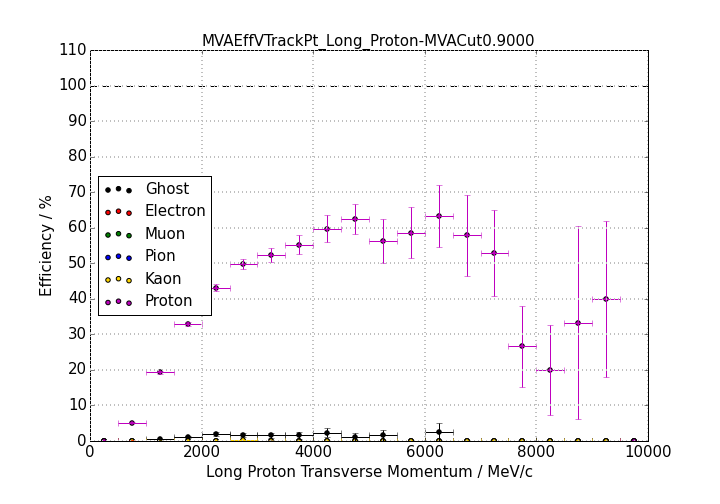 MVAEffVTrackPt_Long_Proton-MVACut0.9000
110
100
90
80
70
60
50
40
30
20
10
0
Efficiency / %
Ghost
Electron
Muon
Pion
Kaon
Proton
0 2000 4000 6000 8000 10000
Long Proton Transverse Momentum / MeV/c